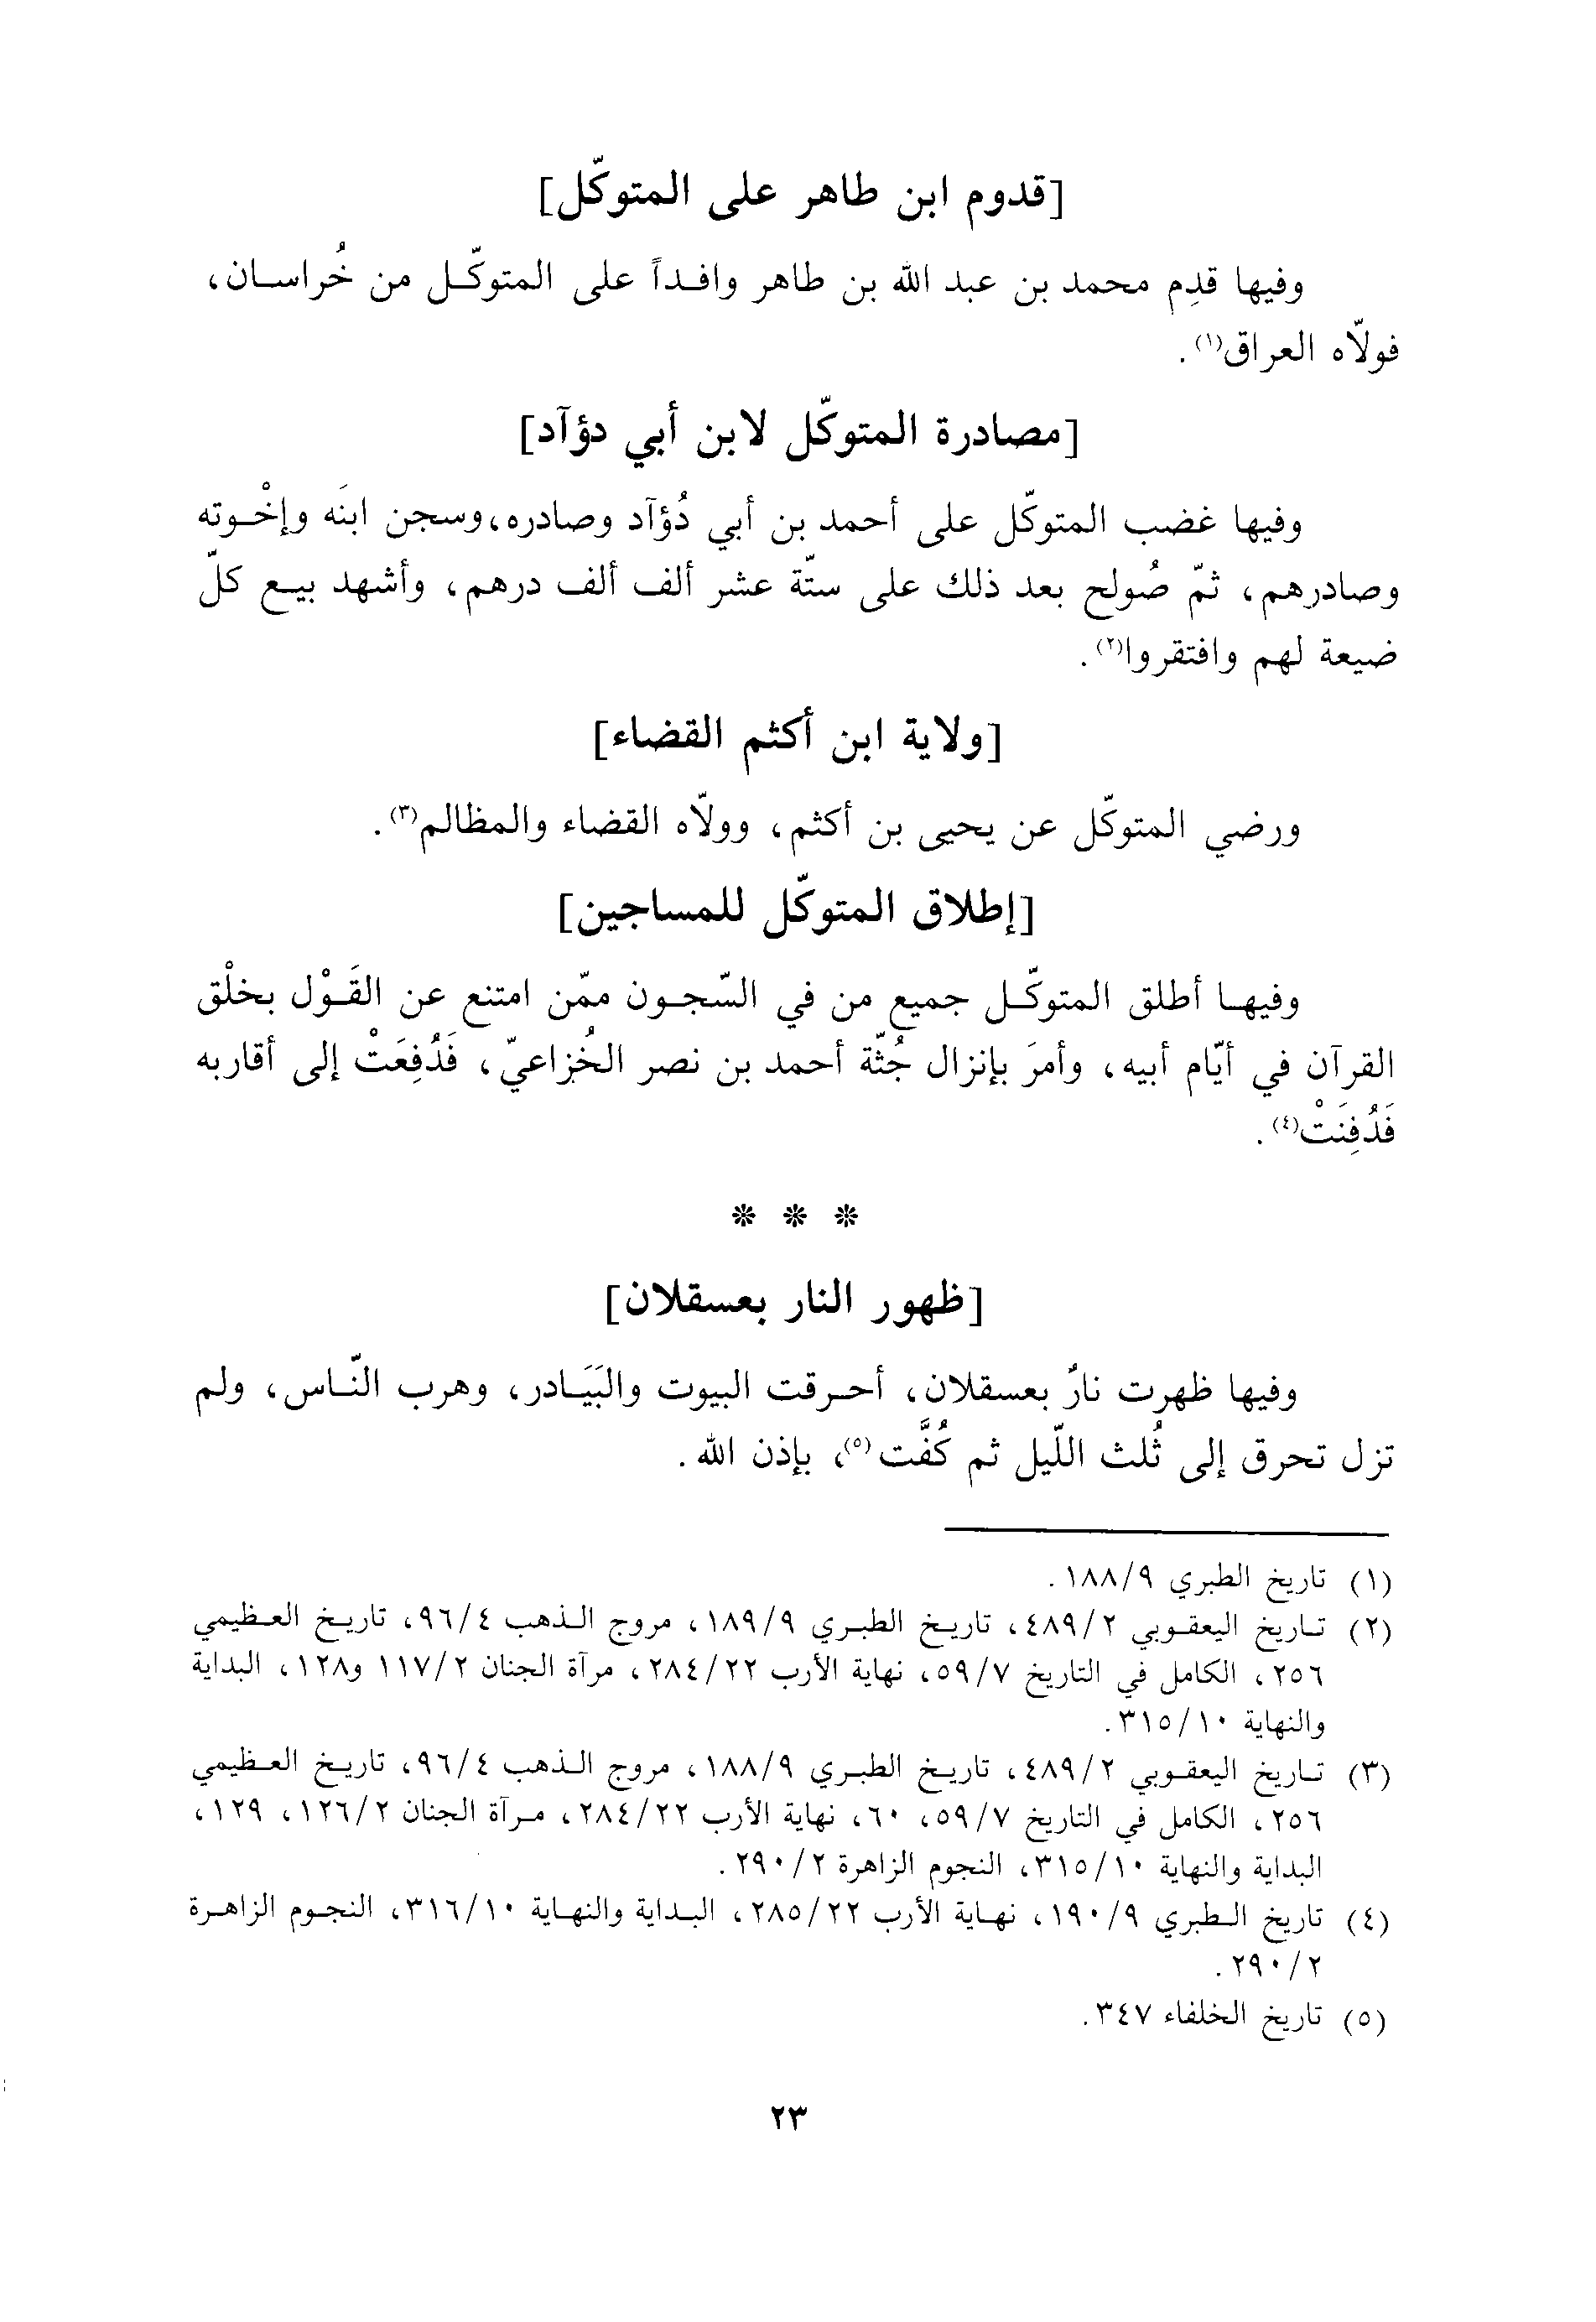 [قدوم ابن طاهر على المتوكّل]
وفيها قدِم محمد بن عبد الله بن طاهر وافداً على المتوكّل من خُراسان،
فولّاه العراق(١).
[مصادرة المتوكّل لابن أبي دؤآد]
وفيها غضب المتوكّل على أحمد بن أبي دُؤآد وصادره، وسجن ابنَه وإخْوته
وصادرهم، ثمّ صُولح بعد ذلك على ستّة عشر ألف ألف درهم، وأشهد بيع كلّ
ضيعة لهم وافتقروا(٢).
[ولاية ابن أكثم القضاء]
ورضي المتوكّل عن يحيى بن أكثم، وولّاه القضاء والمظالم(٣).
[إطلاق المتوكّل للمساجين]
وفيها أطلق المتوكّل جميع من في السّجون ممّن امتنع عن القَوْل بخلْق
القرآن في أيّام أبيه، وأمرَ بإنزال جُثّة أحمد بن نصر الخُزاعيّ، فَدُفِعَتْ إلى أقاربه
فَدُفِنَتْ(٤).
* * *
[ظهور النار بعسقلان]
وفيها ظهرت نارٌ بعسقلان، أحرقت البيوت والبَيَادر، وهرب النّاس، ولم
تزل تحرق إلى ثُلث اللّيل ثم كُفَّت(٥)، بإذن الله.
(١) تاريخ الطبري ١٨٨/٩.
(٢) تاريخ اليعقوبي ٤٨٩/٢، تاريخ الطبري ١٨٩/٩، مروج الذهب ٩٦/٤، تاريخ العظيمي
٢٥٦، الكامل في التاريخ ٥٩/٧، نهاية الأرب ٢٨٤/٢٢، مرآة الجنان ١١٧/٢ و١٢٨، البداية
والنهاية ٣١٥/١٠.
(٣) تاريخ اليعقوبي ٤٨٩/٢، تاريخ الطبري ١٨٨/٩، مروج الذهب ٩٦/٤، تاريخ العظيمي
٢٥٦، الكامل في التاريخ ٥٩/٧، ٦٠، نهاية الأرب ٢٨٤/٢٢، مرآة الجنان ١٢٦/٢، ١٢٩،
البداية والنهاية ٣١٥/١٠، النجوم الزاهرة ٢٩٠/٢.
(٤) تاريخ الطبري ١٩٠/٩، نهاية الأرب ٢٨٥/٢٢، البداية والنهاية ٣١٦/١٠، النجوم الزاهرة
٢٩٠/٢.
(٥) تاريخ الخلفاء ٣٤٧.
٢٣